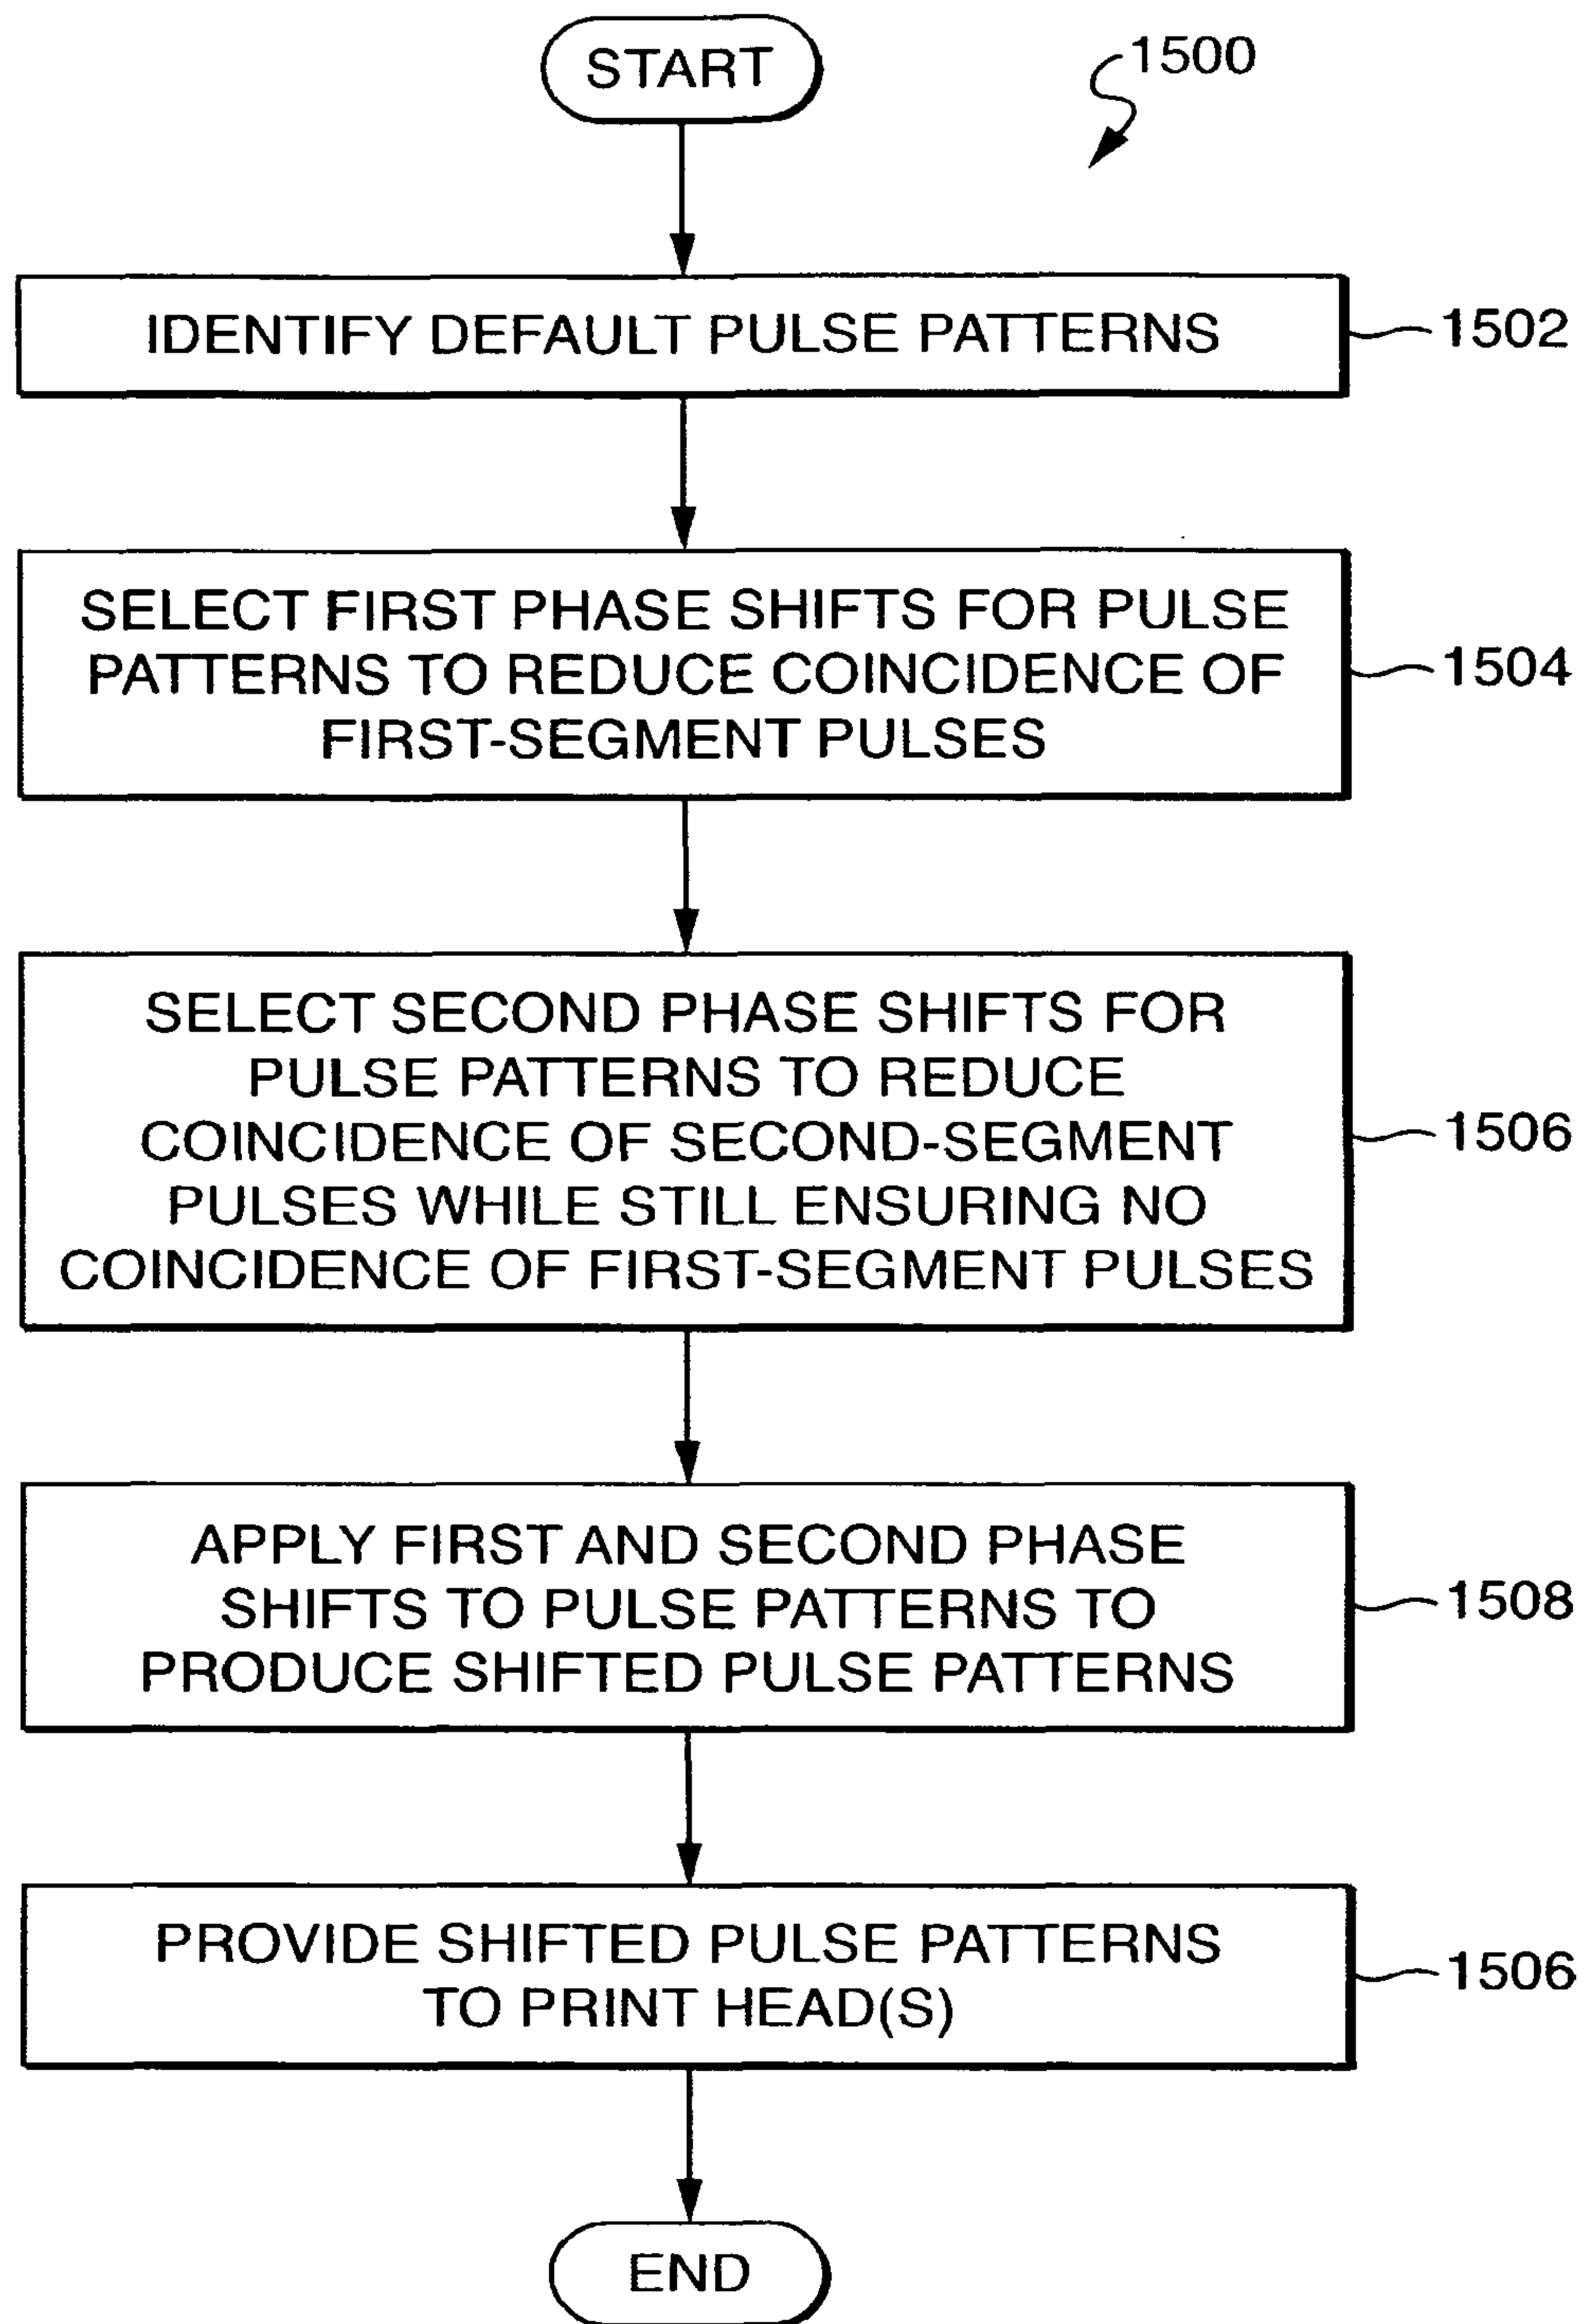 START
1500
IDENTIFY DEFAULT PULSE PATTERNS
1502
SELECT FIRST PHASE SHIFTS FOR PULSE
PATTERNS TO REDUCE COINCIDENCE OF
FIRST-SEGMENT PULSES
1504
SELECT SECOND PHASE SHIFTS FOR
PULSE PATTERNS TO REDUCE
COINCIDENCE OF SECOND-SEGMENT
PULSES WHILE STILL ENSURING NO
COINCIDENCE OF FIRST-SEGMENT PULSES
1506
APPLY FIRST AND SECOND PHASE
SHIFTS TO PULSE PATTERNS TO
PRODUCE SHIFTED PULSE PATTERNS
1508
PROVIDE SHIFTED PULSE PATTERNS
TO PRINT HEAD(S)
1506
END